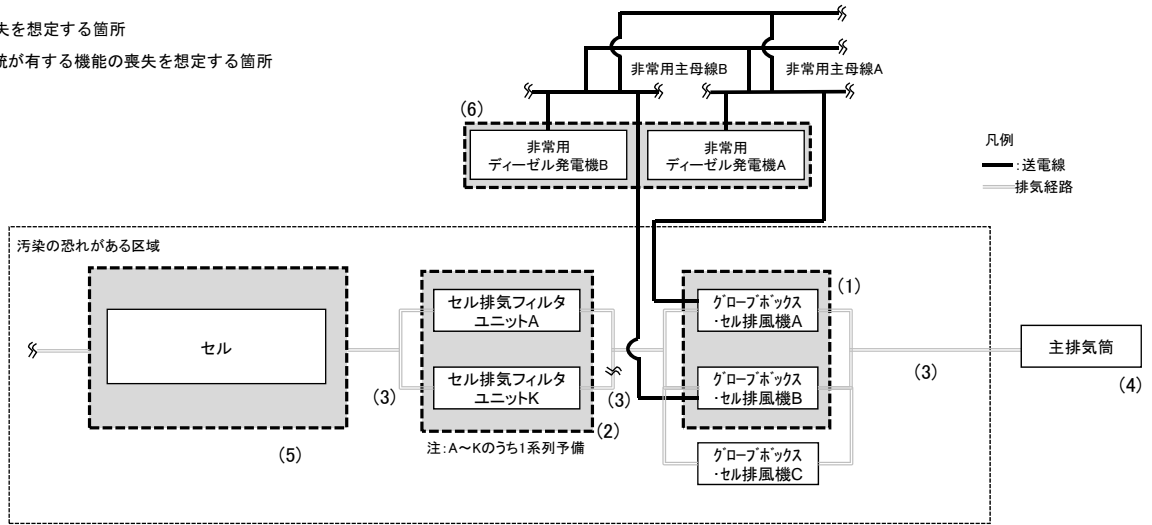 失を想定する箇所
統が有する機能の喪失を想定する箇所
非常用主母線B
非常用主母線A
(6)
非常用
ディーゼル発電機B
非常用
ディーゼル発電機A
凡例
:送電線
排気経路
汚染の恐れがある区域
セル
(5)
(3)
セル排気フィルタ
ユニットA
セル排気フィルタ
ユニットK
(2)
注:A～Kのうち1系列予備
(3)
(1)
グローブボックス
・セル排風機A
グローブボックス
・セル排風機B
グローブボックス
・セル排風機C
(3)
主排気筒
(4)